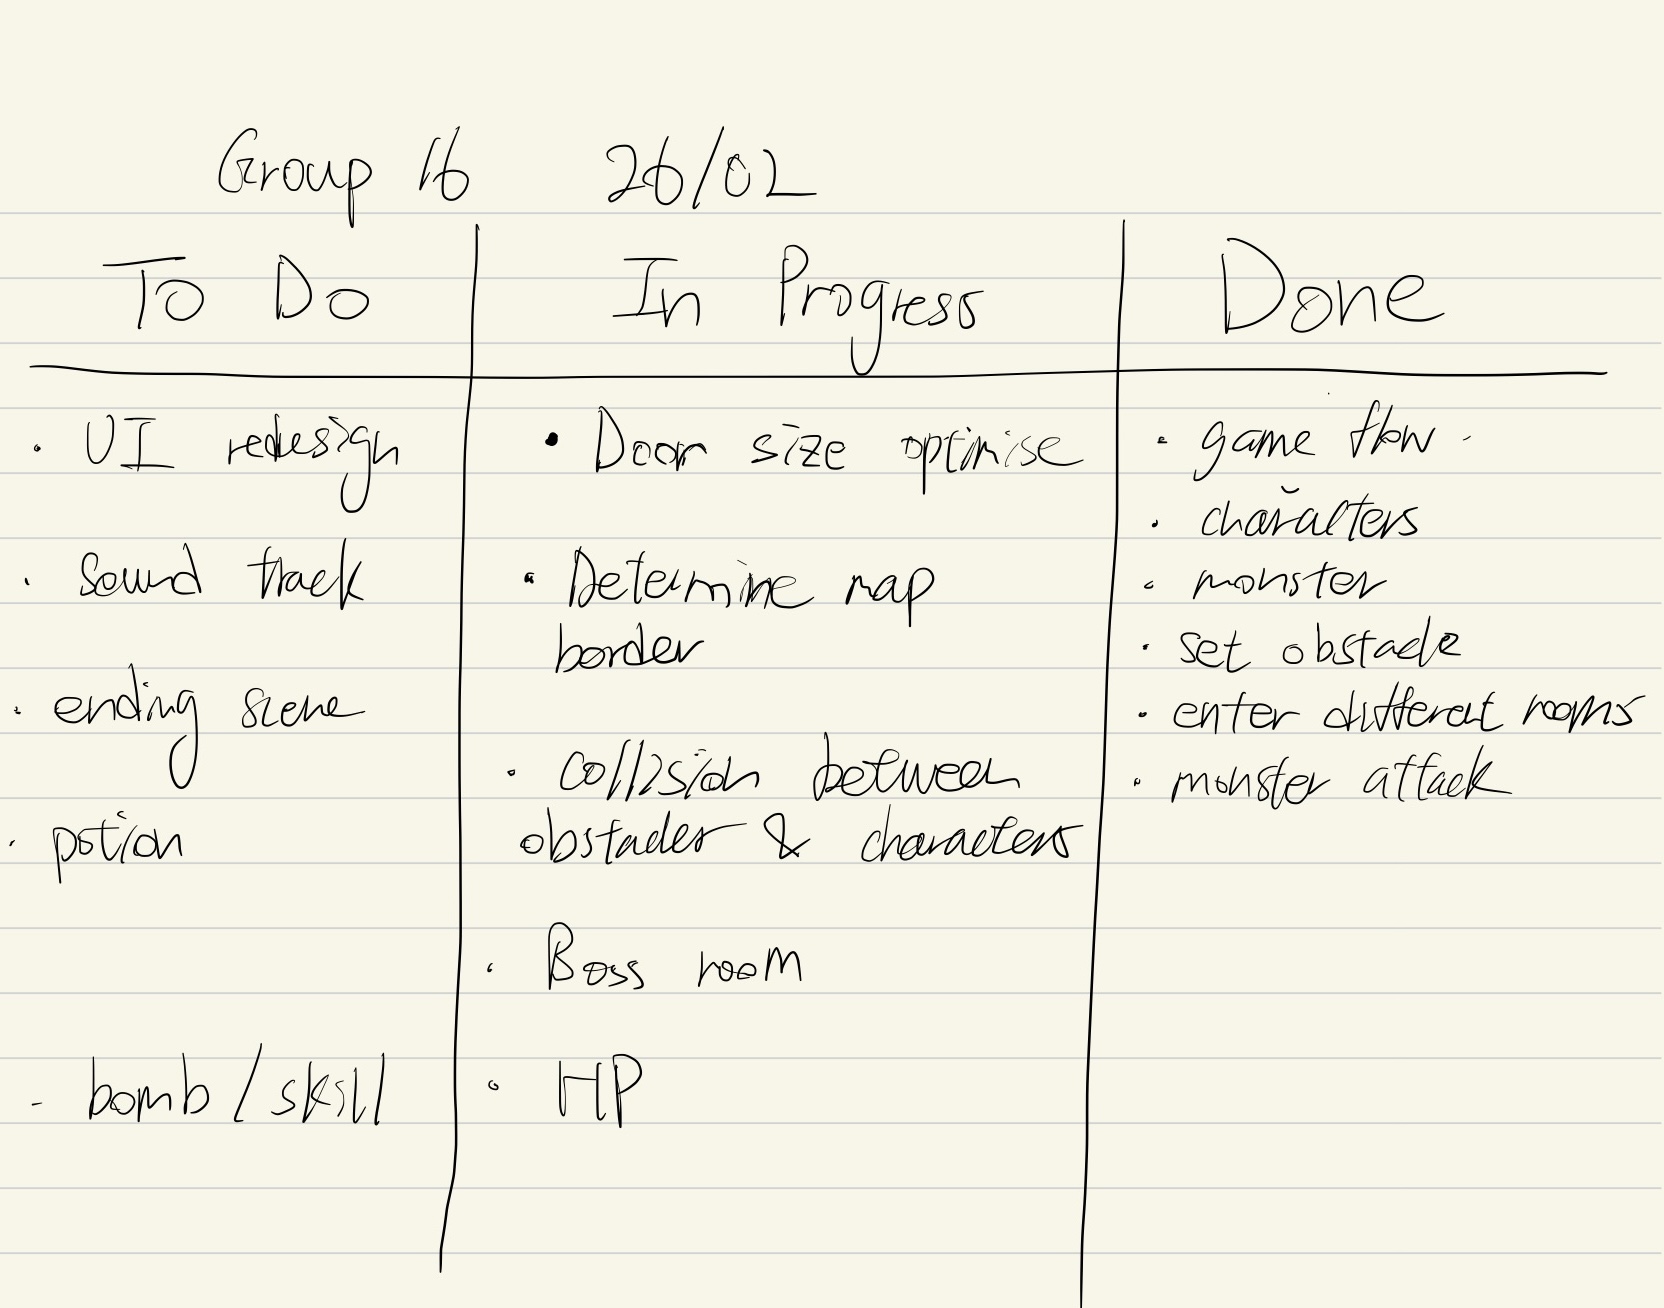 Group 16 26/02
To Do
In Progress
Done
· UI redesign
· Sound track
· ending scene
· potion
- bomb / skill
· Door size optimise
· Determine map
border
· collision between
obstacles & characters
· Boss room
· HP
· game flow
· characters
· monster
· set obstacle
· enter different rooms
· monster attack